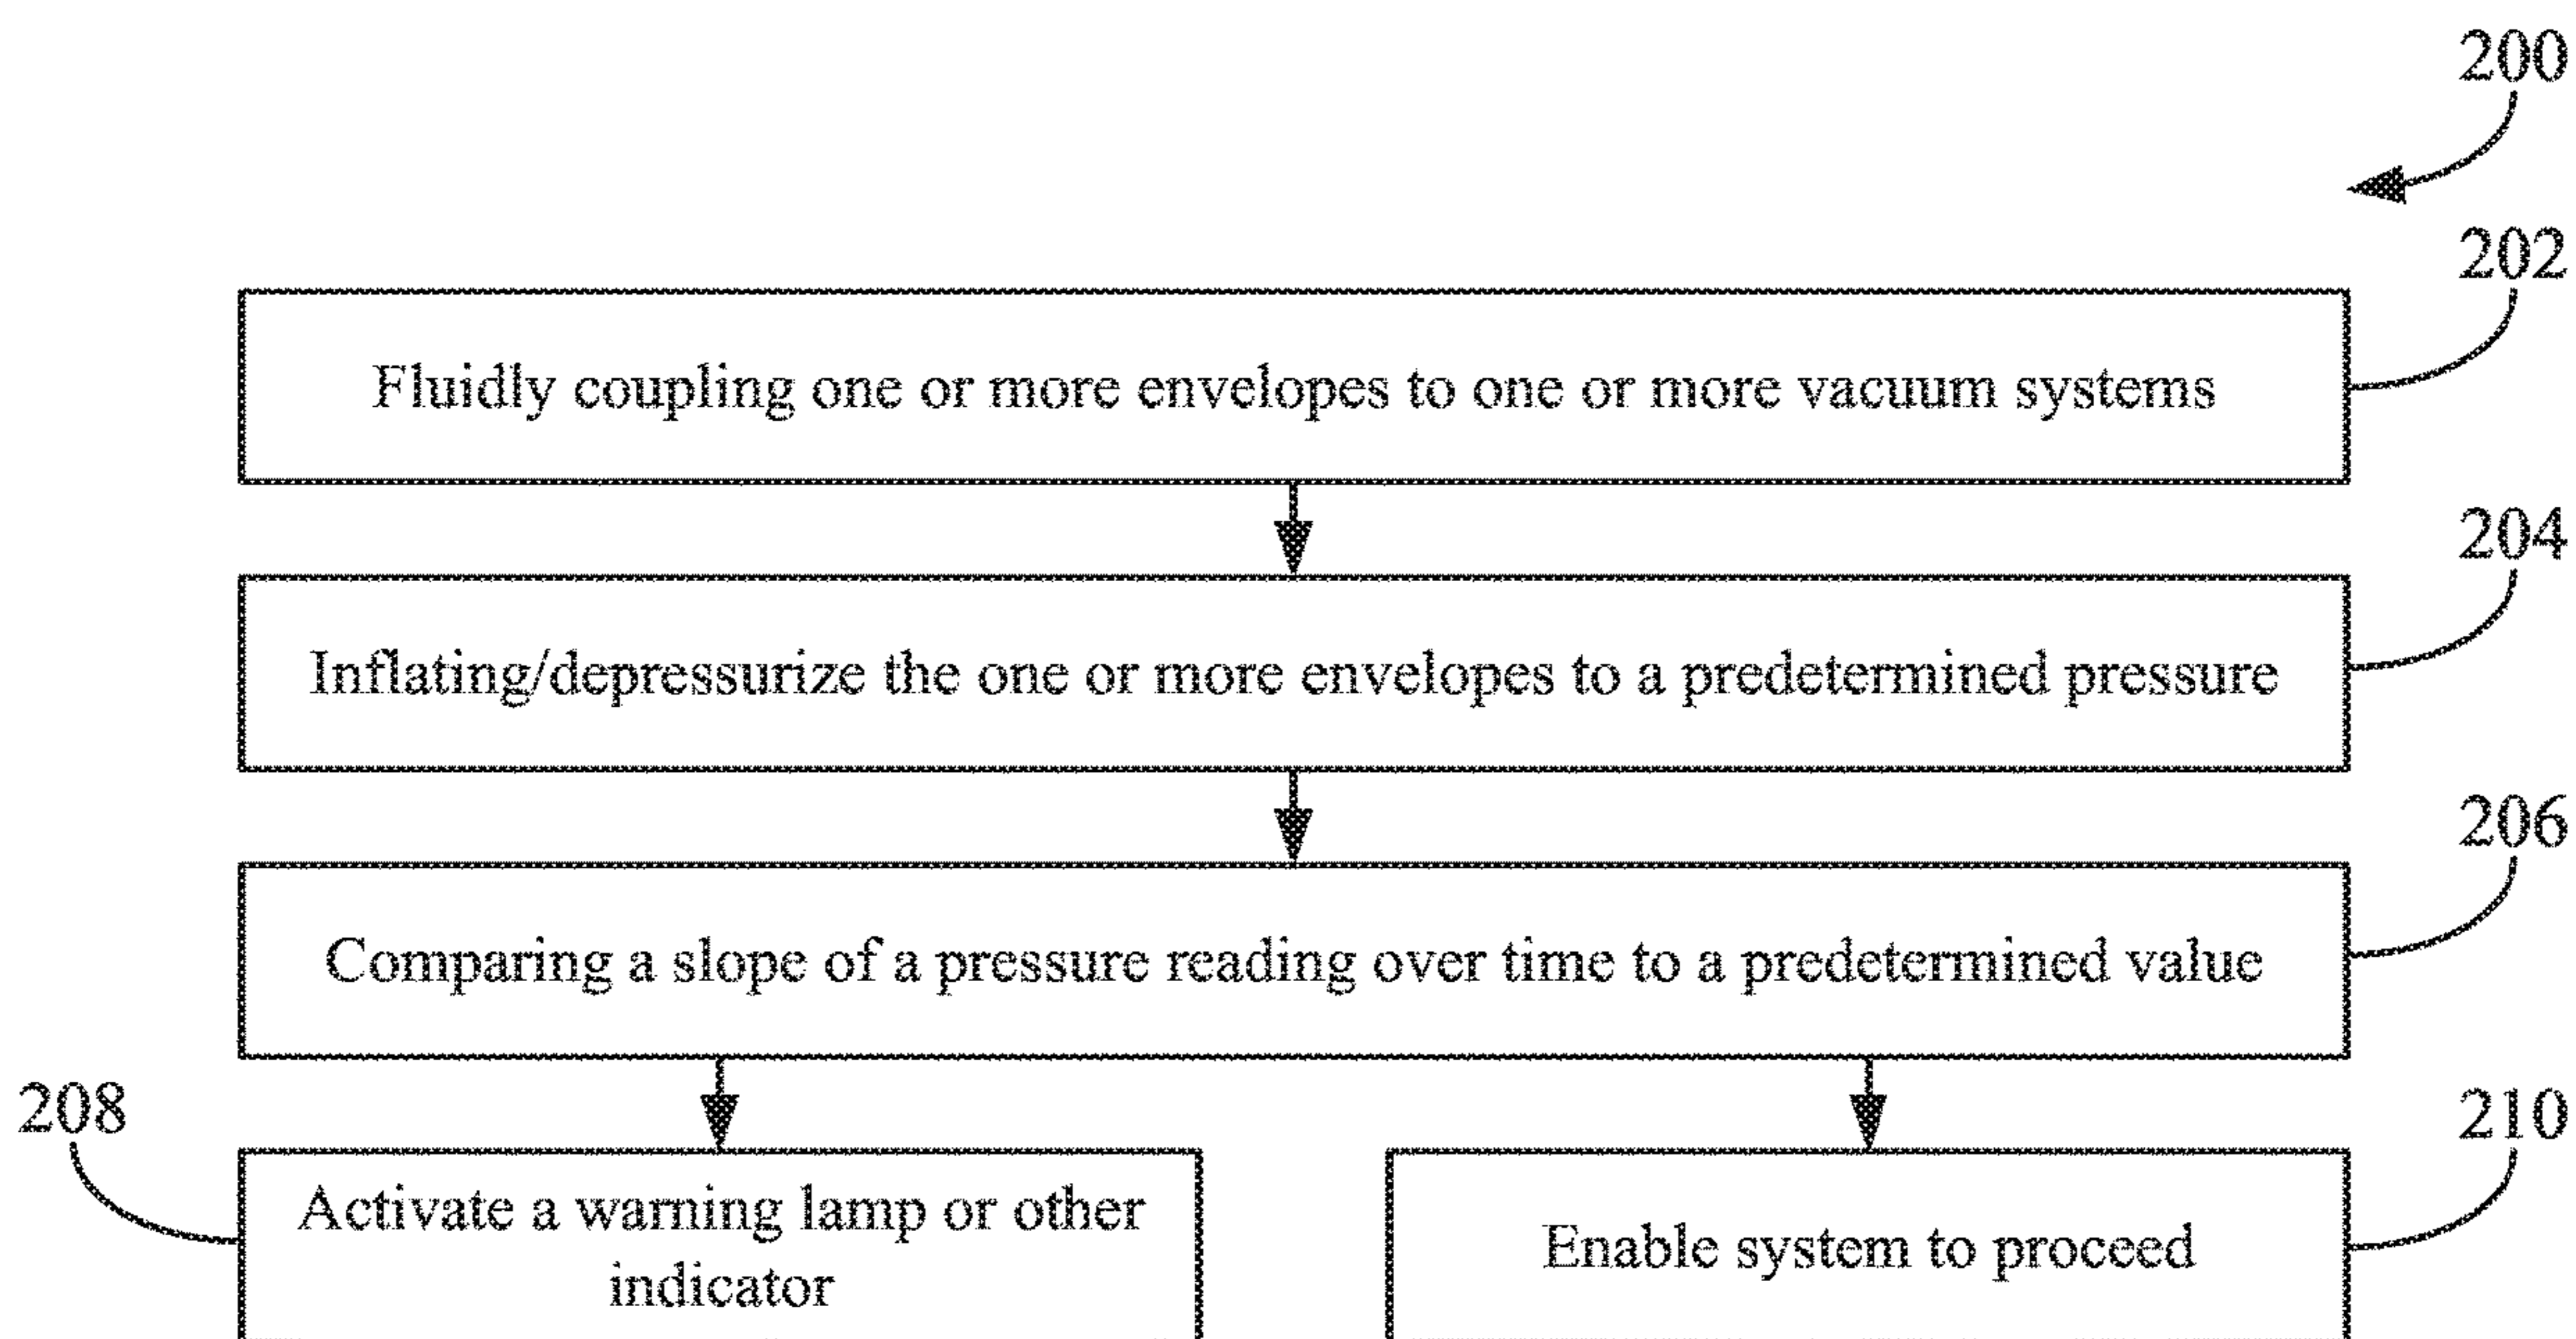 200
202
Fluidly coupling one or more envelopes to one or more vacuum systems
204
Inflating/depressurize the one or more envelopes to a predetermined pressure
206
Comparing a slope of a pressure reading over time to a predetermined value
208
Activate a warning lamp or other
indicator
210
Enable system to proceed